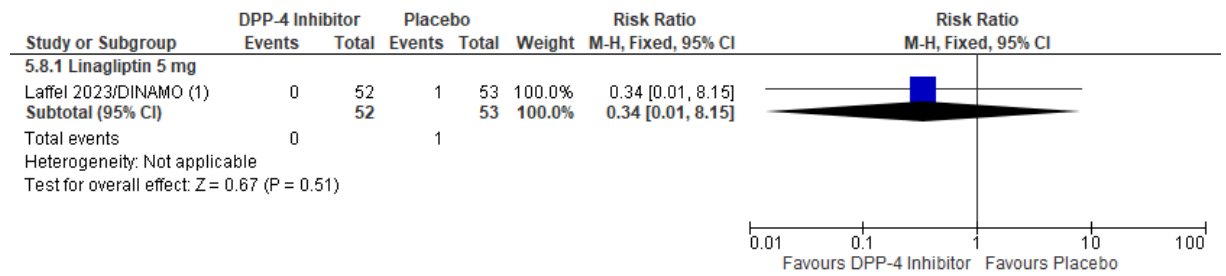 DPP-4 Inhibitor Placebo Risk Ratio Risk Ratio
Study or Subgroup Events Total Events Total Weight M-H, Fixed, 95% CI M-H, Fixed, 95% CI
5.8.1 Linagliptin 5 mg
Laffel 2023/DINAMO (1) 0 52 1 53 100.0% 0.34 [0.01, 8.15]
Subtotal (95% CI) 52 53 100.0% 0.34 [0.01, 8.15]
Total events 0 1
Heterogeneity: Not applicable
Test for overall effect: Z = 0.67 (P = 0.51)
0.01 0.1 1 10 100
Favours DPP-4 Inhibitor Favours Placebo